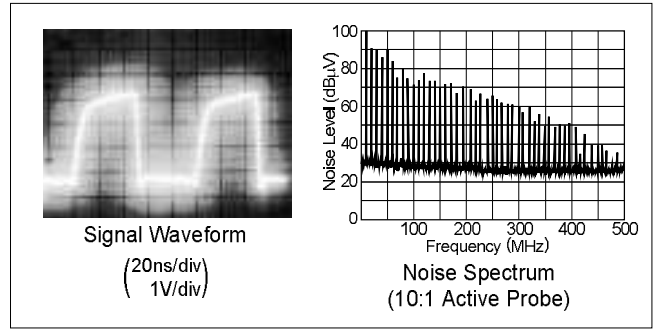 Signal Waveform
(20ns/div
1V/div)
Noise Level (dBμV)
100
80
60
40
20
0
100
200
300
400
500
Frequency (MHz)
Noise Spectrum
(10:1 Active Probe)